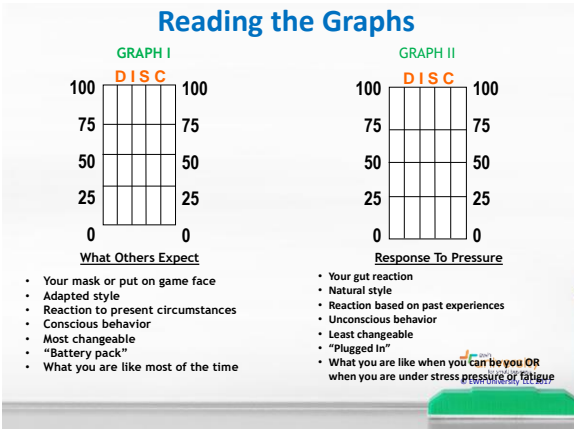 Reading the Graphs
GRAPH I
D I S C
100 100
75 75
50 50
25 25
0 0
What Others Expect
• Your mask or put on game face
• Adapted style
• Reaction to present circumstances
• Conscious behavior
• Most changeable
• “Battery pack”
• What you are like most of the time
GRAPH II
D I S C
100 100
75 75
50 50
25 25
0 0
Response To Pressure
• Your gut reaction
• Natural style
• Reaction based on past experiences
• Unconscious behavior
• Least changeable
• “Plugged In”
• What you are like when you can be you OR
when you are under stress pressure or fatigue
© EWH University LLC 2017